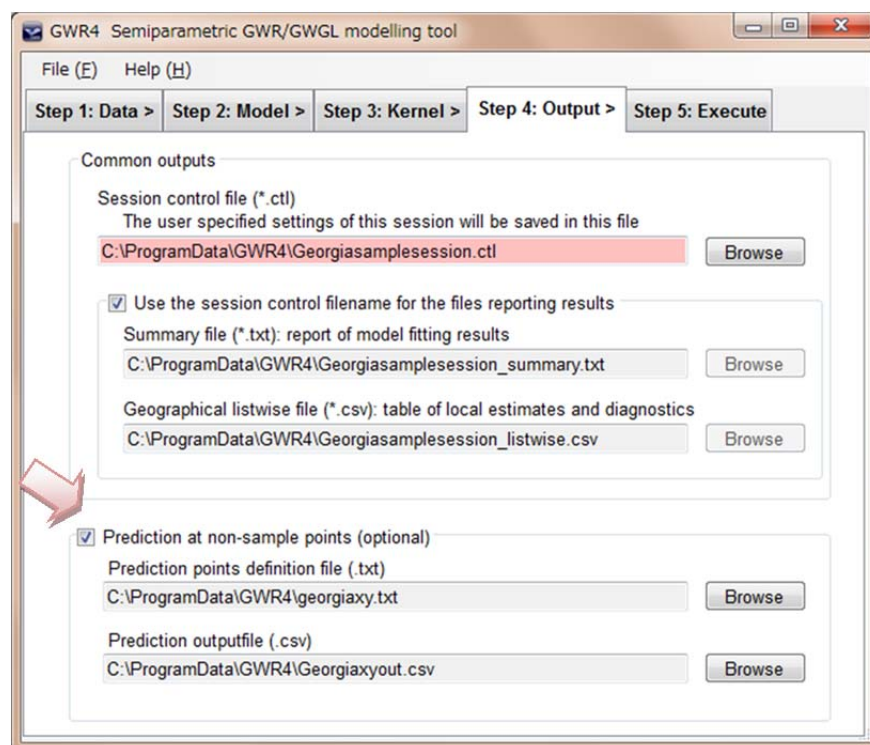 GWR4 Semiparametric GWR/GWGL modelling tool
File (F) Help (H)
Step 1: Data > Step 2: Model > Step 3: Kernel > Step 4: Output > Step 5: Execute
Common outputs
Session control file (*.ctl)
The user specified settings of this session will be saved in this file
C:\ProgramData\GWR4\Georgiasamplesession.ctl Browse
Use the session control filename for the files reporting results
Summary file (*.txt): report of model fitting results
C:\ProgramData\GWR4\Georgiasamplesession_summary.txt Browse
Geographical listwise file (*.csv): table of local estimates and diagnostics
C:\ProgramData\GWR4\Georgiasamplesession_listwise.csv Browse
Prediction at non-sample points (optional)
Prediction points definition file (.txt)
C:\ProgramData\GWR4\georgiaxy.txt Browse
Prediction outputfile (.csv)
C:\ProgramData\GWR4\Georgiaxyout.csv Browse